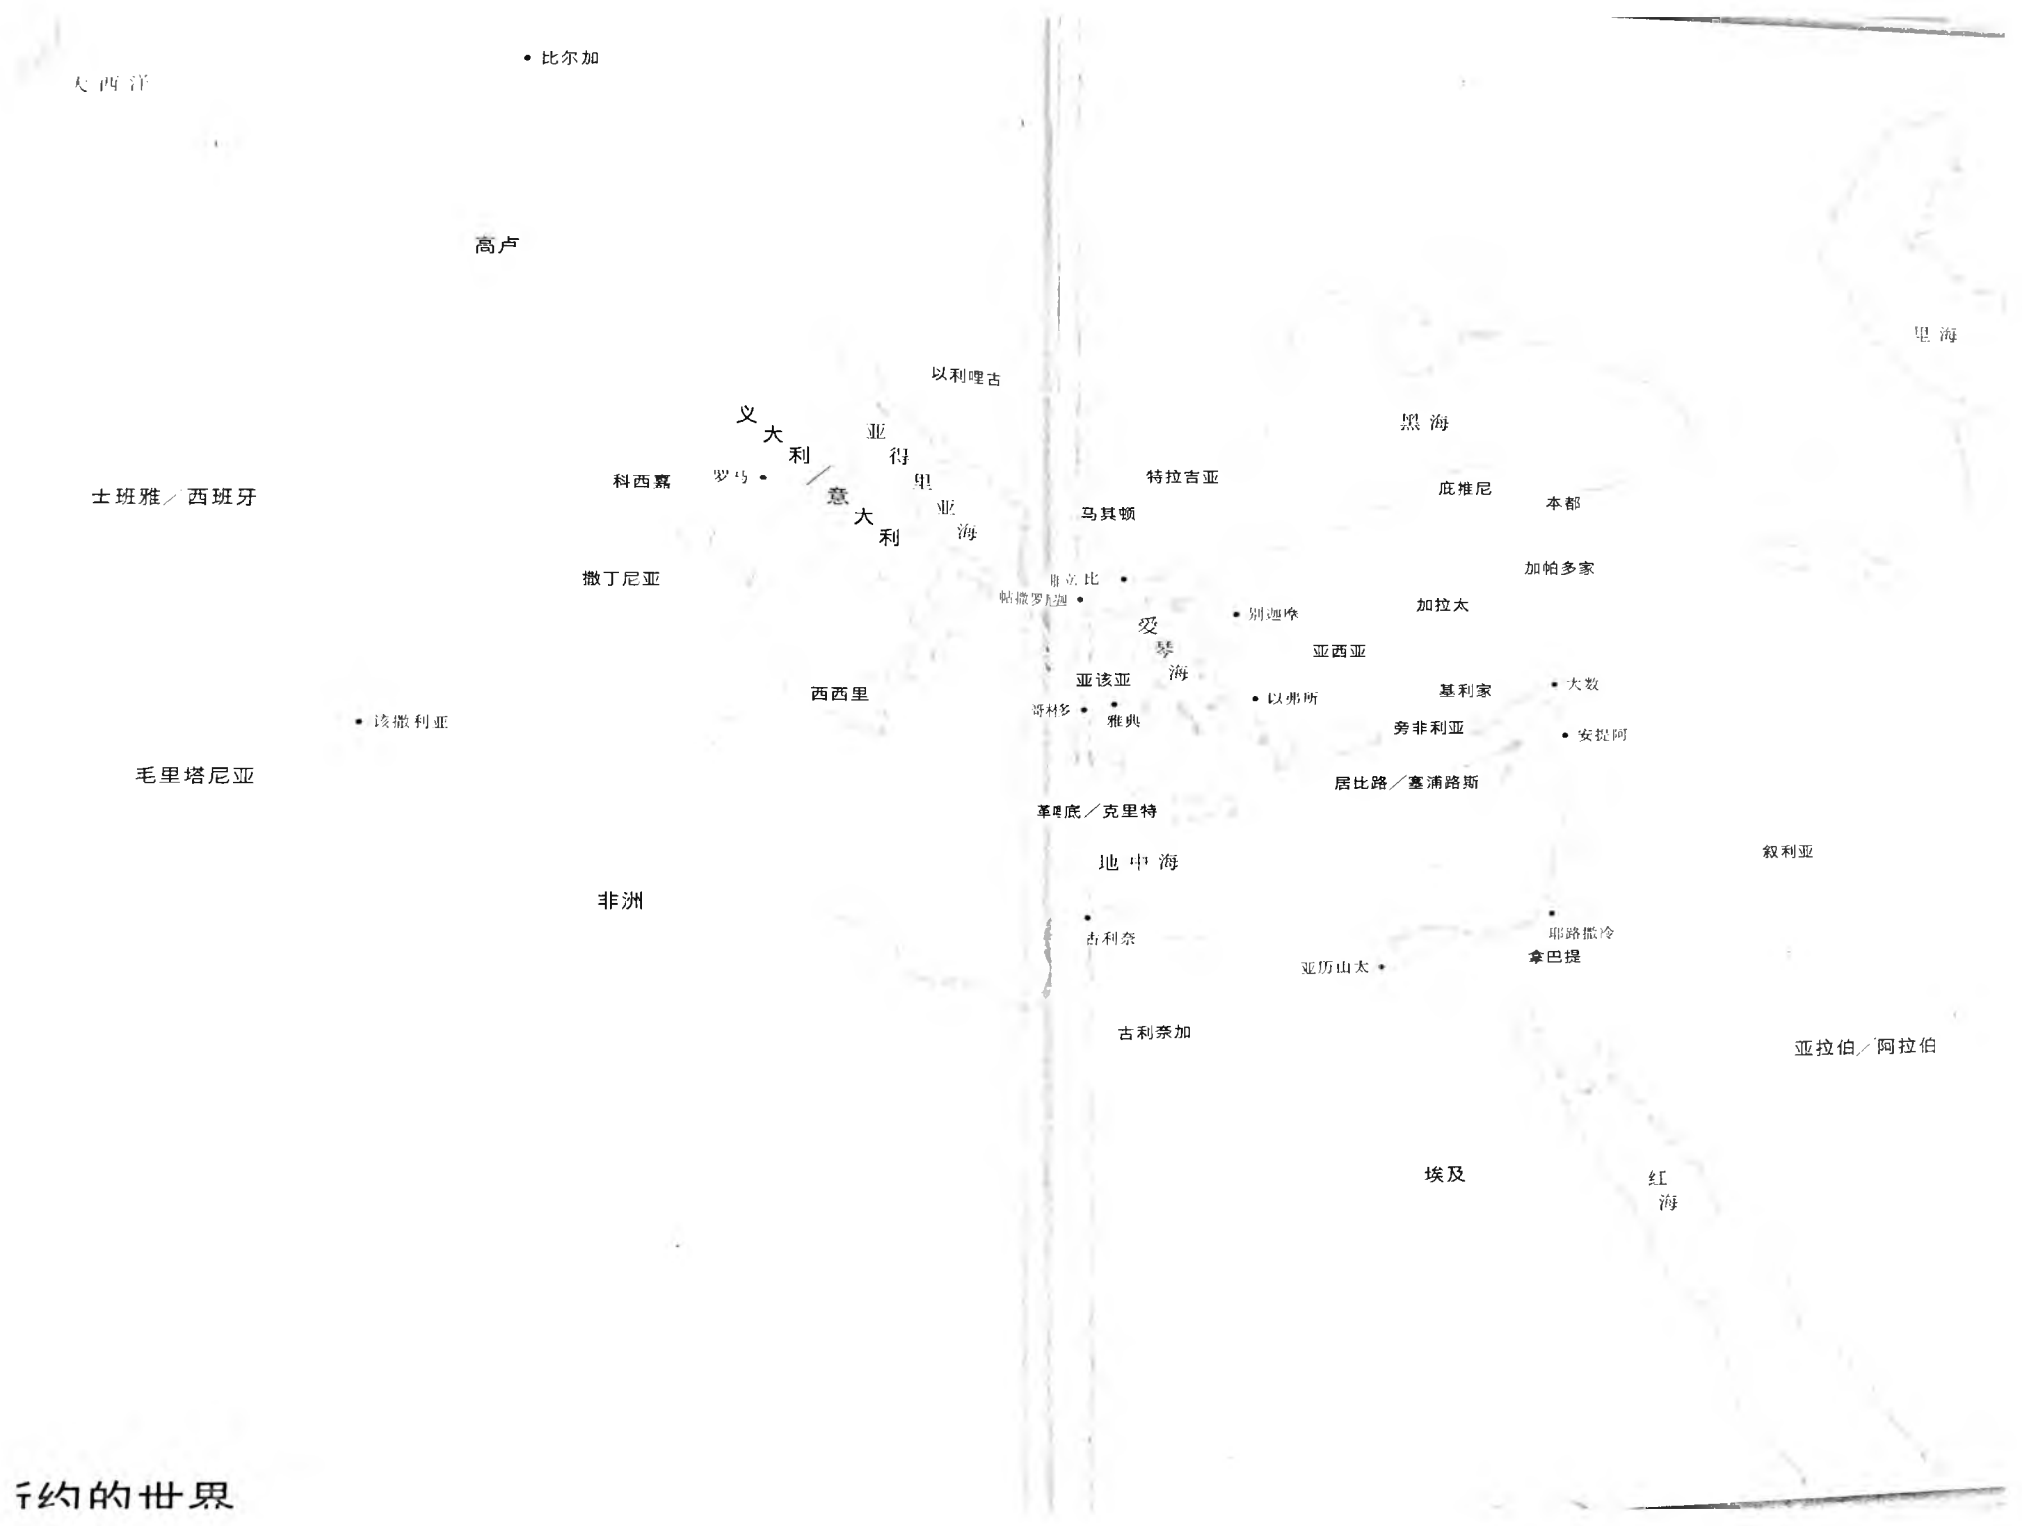 大西洋
比尔加
高卢
里海
以利哩古
义大利／意大利
亚得里亚海
黑海
科西嘉
罗马
特拉吉亚
庇推尼
本都
士班雅／西班牙
马其顿
撒丁尼亚
腓立比
帖撒罗尼迦
加帕多家
别迦摩
加拉太
爱琴海
亚西亚
亚该亚
西西里
大数
基利家
以弗所
哥林多
雅典
该撒利亚
旁非利亚
安提阿
毛里塔尼亚
居比路／塞浦路斯
革哩底／克里特
地中海
叙利亚
非洲
古利奈
耶路撒冷
拿巴提
亚历山太
古利奈加
亚拉伯／阿拉伯
埃及
红海
约的世界